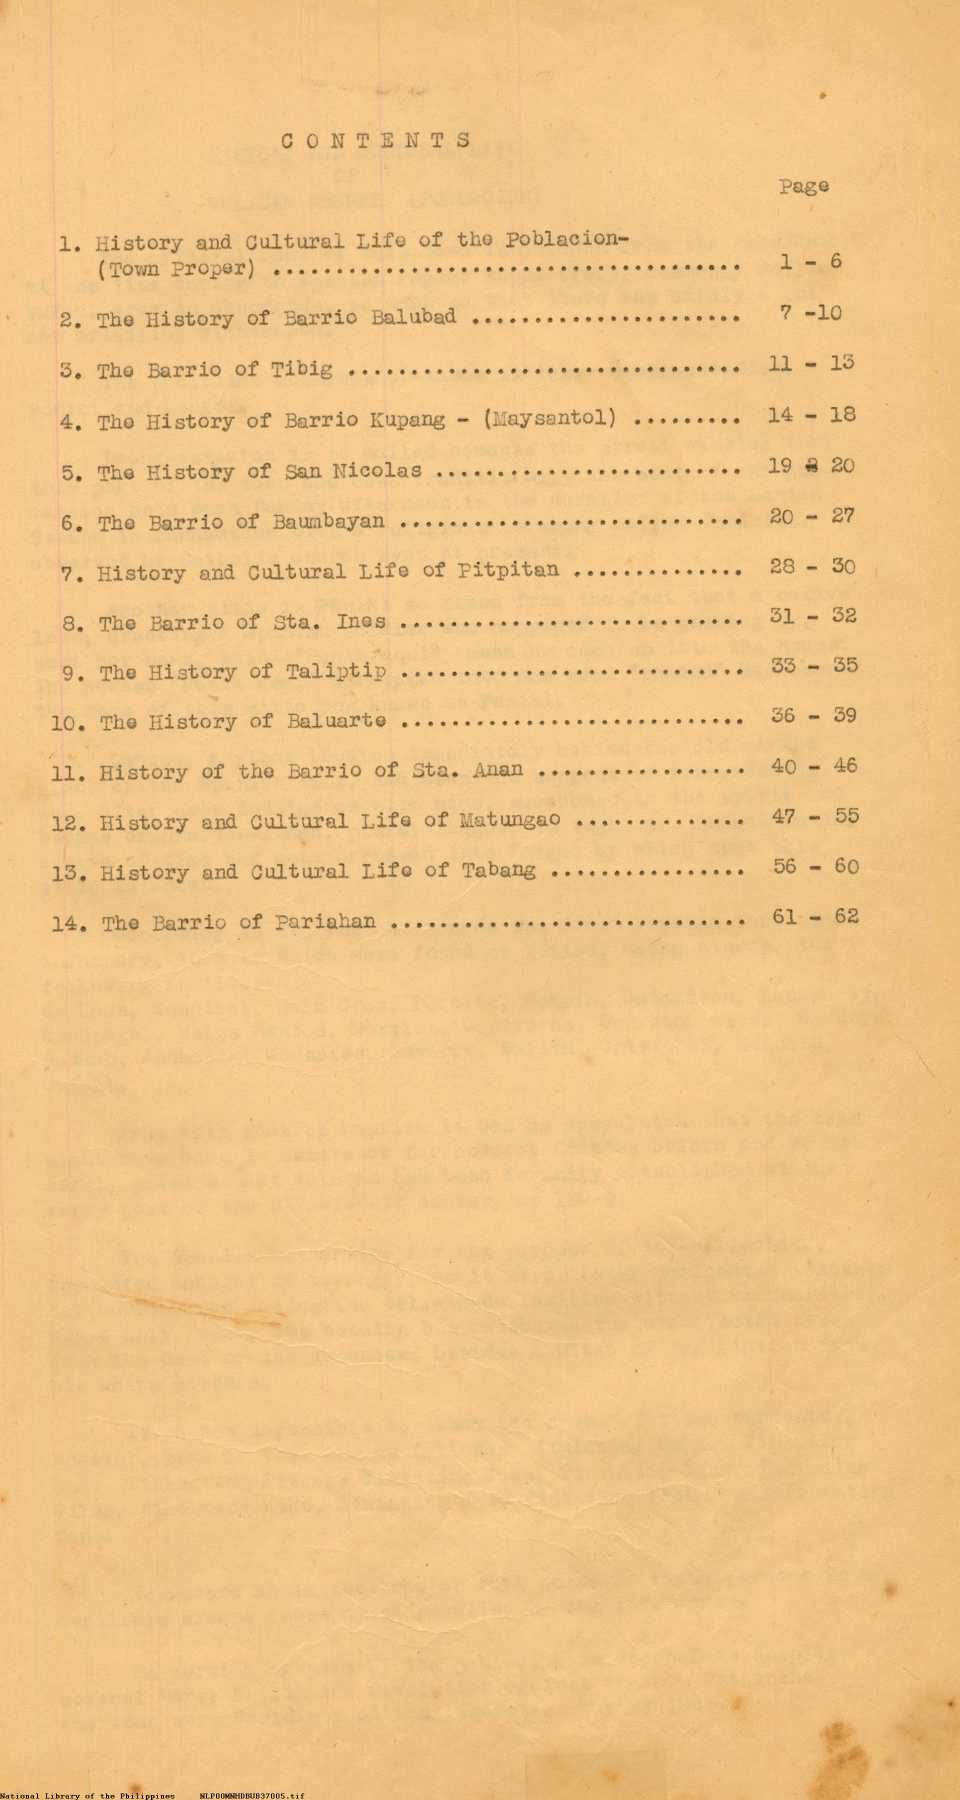 C O N T E N T S
Page
1. History and Cultural Life of the Poblacion-
(Town Proper) ...................................... 1 - 6
2. The History of Barrio Balubad ...................... 7 -10
3. The Barrio of Tibig ................................ 11 - 13
4. The History of Barrio Kupang - (Maysantol) ......... 14 - 18
5. The History of San Nicolas ......................... 19 & 20
6. The Barrio of Baumbayan ............................ 20 - 27
7. History and Cultural Life of Pitpitan .............. 28 - 30
8. The Barrio of Sta. Ines ............................ 31 - 32
9. The History of Taliptip ............................ 33 - 35
10. The History of Baluarte ............................ 36 - 39
11. History of the Barrio of Sta. Anan ................. 40 - 46
12. History and Cultural Life of Matungao .............. 47 - 55
13. History and Cultural Life of Tabang ................ 56 - 60
14. The Barrio of Pariahan ............................. 61 - 62
National Library of the Philippines NLPOOMNHDBUB37005.tif